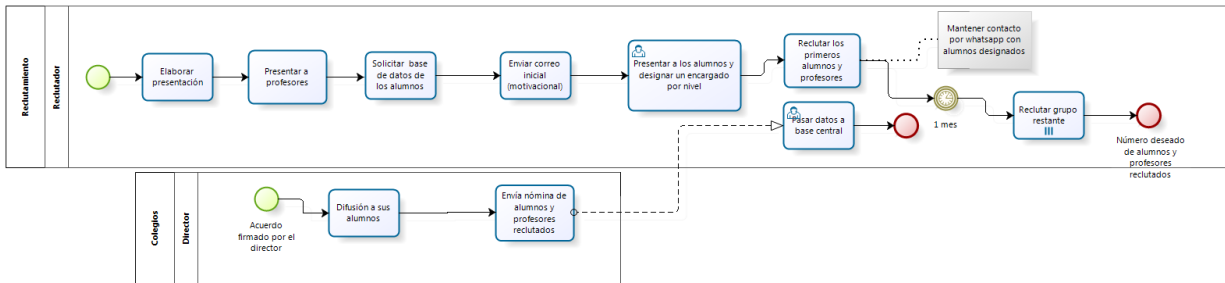 Reclutamiento
Reclutador
Elaborar
presentación
Presentar a
profesores
Solicitar base
de datos de
los alumnos
Enviar correo
inicial
(motivacional)
Presentar a los alumnos y
designar un encargado
por nivel
Reclutar los
primeros
alumnos y
profesores
Mantener contacto
por whatsapp con
alumnos designados
Pasar datos a
base central
1 mes
Reclutar grupo
restante
Número deseado
de alumnos y
profesores
reclutados
Colegios
Director
Acuerdo
firmado por el
director
Difusión a sus
alumnos
Envía nómina de
alumnos y
profesores
reclutados